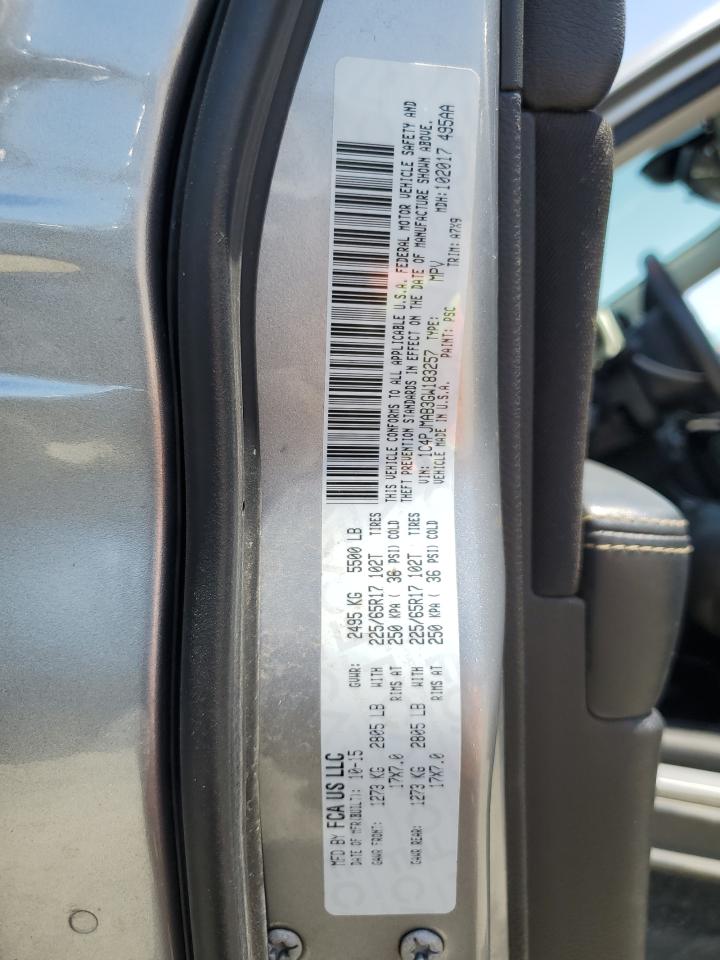 MFD BY FCA US LLC
DATE OF MFR(BUILT): 10-15 GVWR: 2495 KG 5500 LB
GAWR FRONT: 1273 KG 2805 LB WITH 225/65R17 102T TIRES
17X7.0 RIMS AT 250 KPA ( 36 PSI) COLD
GAWR REAR: 1273 KG 2805 LB WITH 225/65R17 102T TIRES
17X7.0 RIMS AT 250 KPA ( 36 PSI) COLD
THIS VEHICLE CONFORMS TO ALL APPLICABLE U.S.A. FEDERAL MOTOR VEHICLE SAFETY AND
THEFT PREVENTION STANDARDS IN EFFECT ON THE DATE OF MANUFACTURE SHOWN ABOVE.
VIN: 1C4PJMAB3GW183257 TYPE: MPV MDH:102017 495AA
VEHICLE MADE IN U.S.A. PAINT: PSC TRIM: A7X9